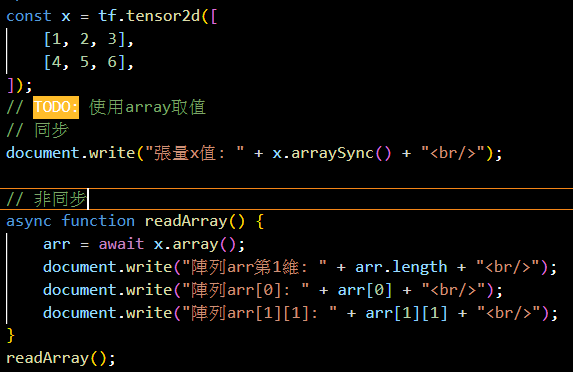 const x = tf.tensor2d([
    [1, 2, 3],
    [4, 5, 6],
]);
// TODO: 使用array取值
// 同步
document.write("張量x值: " + x.arraySync() + "<br/>");
// 非同步
async function readArray() {
    arr = await x.array();
    document.write("陣列arr第1維: " + arr.length + "<br/>");
    document.write("陣列arr[0]: " + arr[0] + "<br/>");
    document.write("陣列arr[1][1]: " + arr[1][1] + "<br/>");
}
readArray();